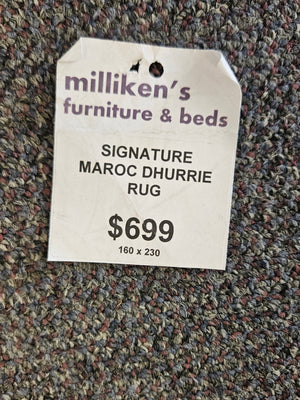 milliken's
furniture & beds
SIGNATURE
MAROC DHURRIE
RUG
$699
160 x 230